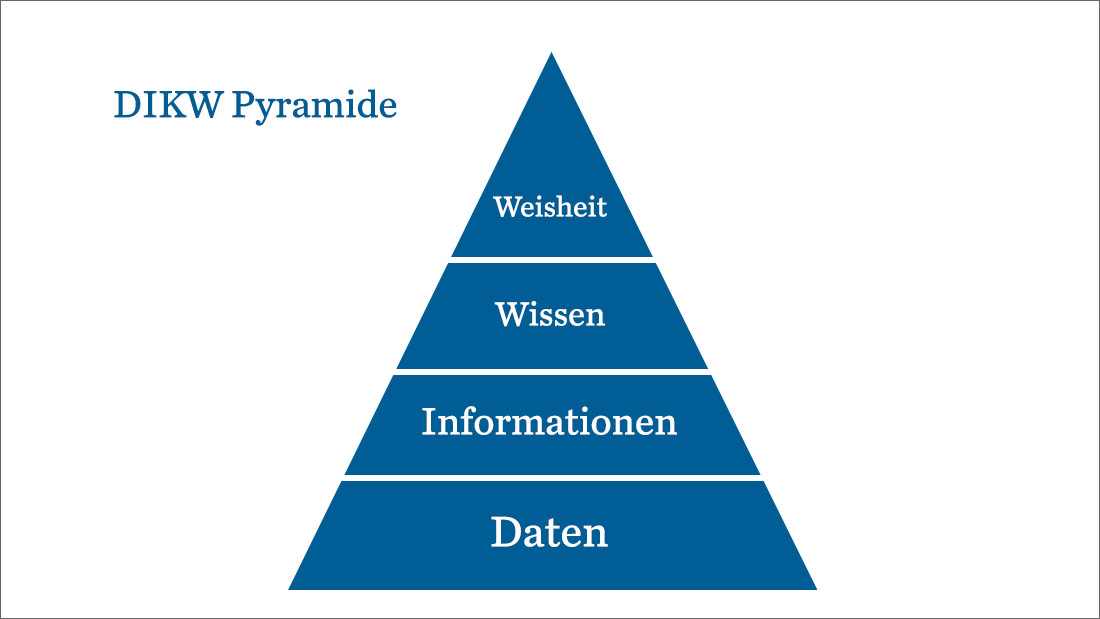 DIKW Pyramide
Weisheit
Wissen
Informationen
Daten